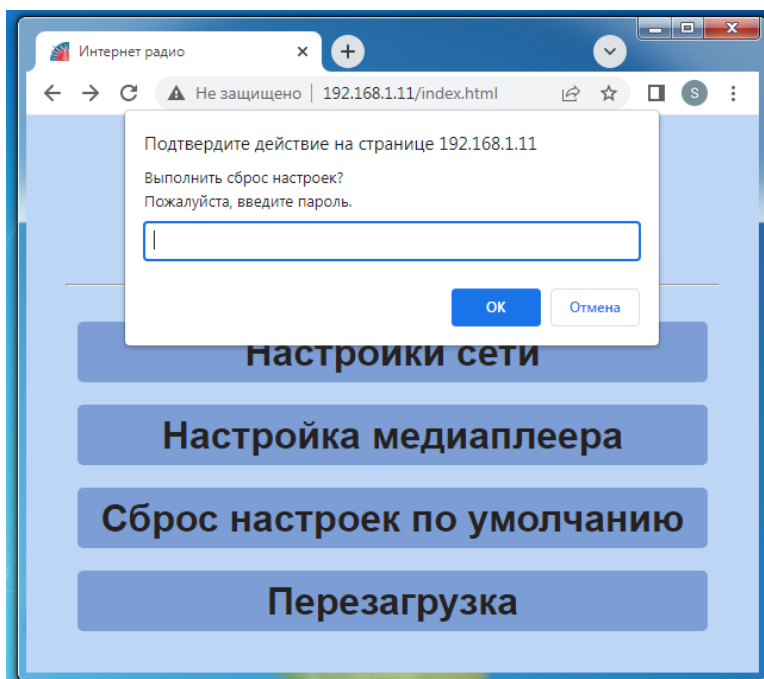 Интернет радио
Не защищено | 192.168.1.11/index.html
S
Подтвердите действие на странице 192.168.1.11
Выполнить сброс настроек?
Пожалуйста, введите пароль.
ОК
Отмена
Настройки сети
Настройка медиаплеера
Сброс настроек по умолчанию
Перезагрузка